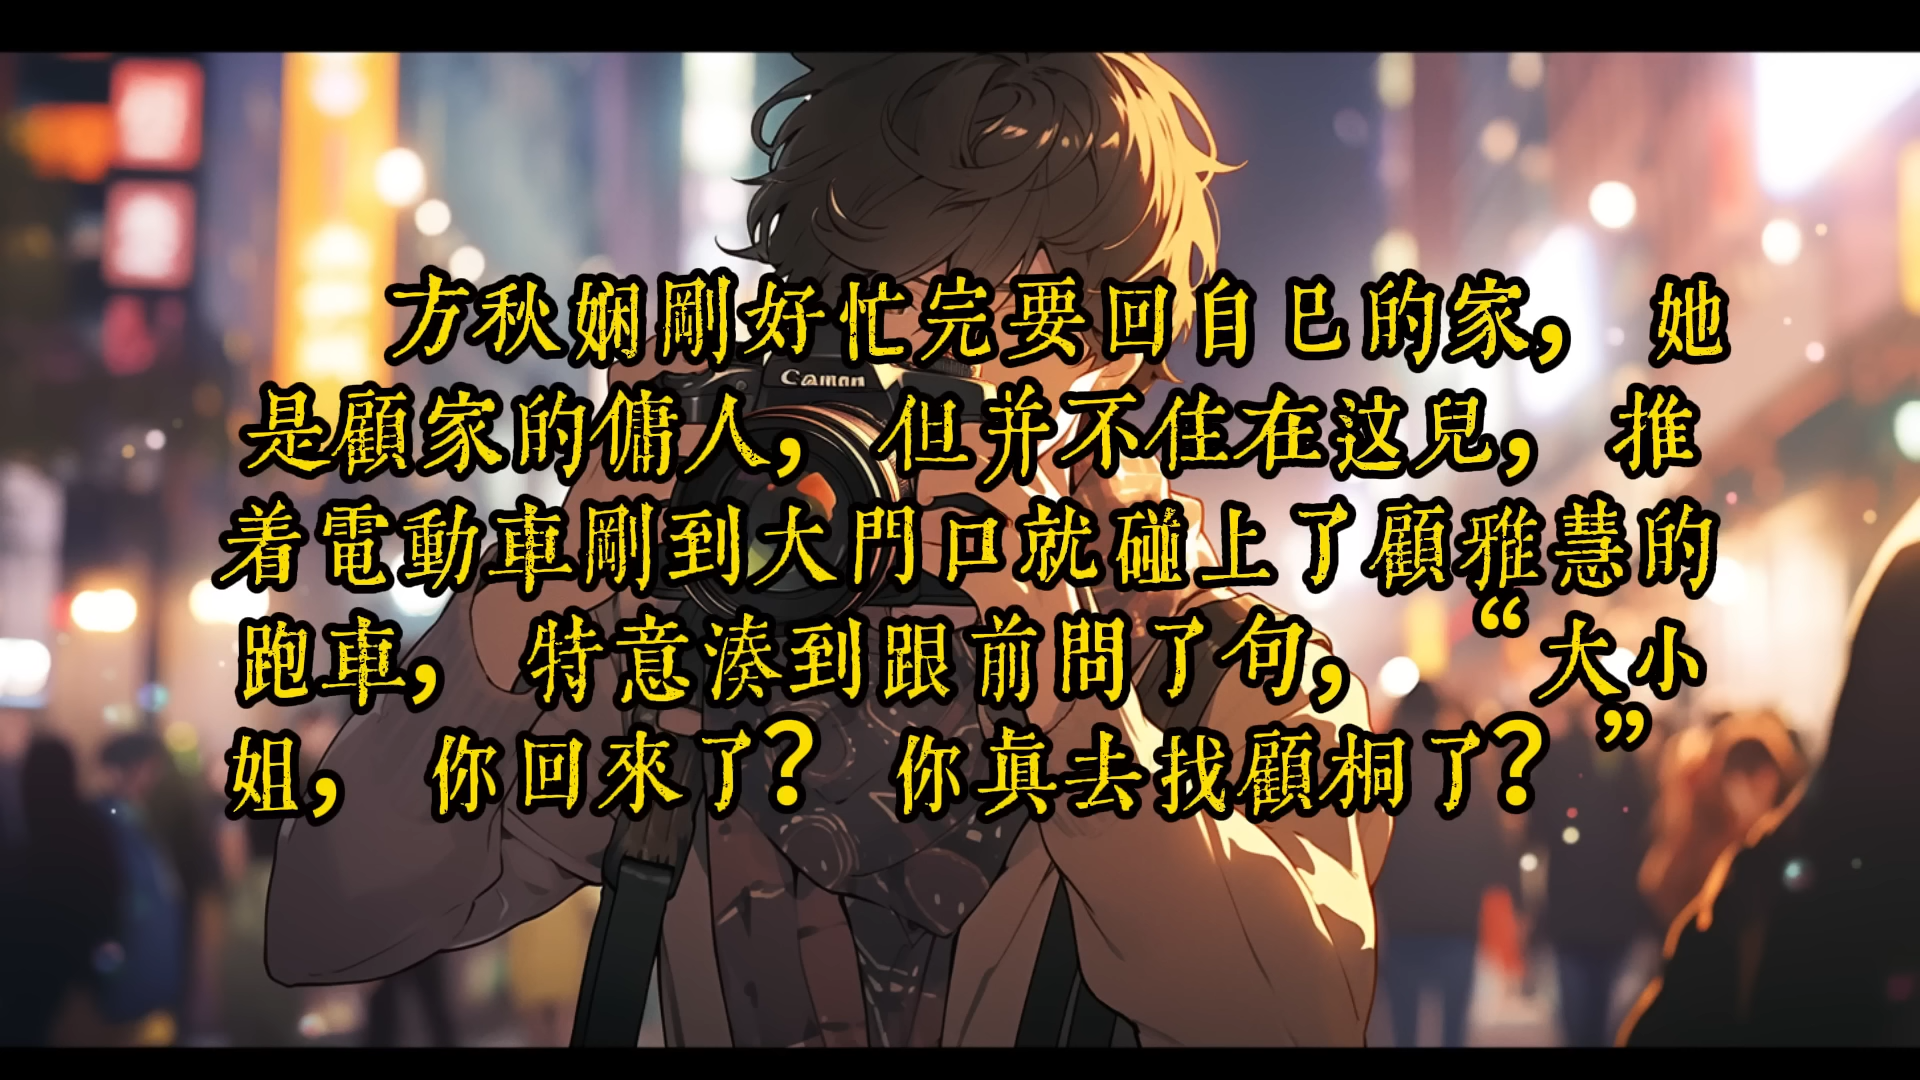 方秋娴剛好忙完要回自已的家，她
是顧家的傭人，但并不住在这兒，推
着電動車剛到大門口就碰上了顧雅慧的
跑車，特意湊到跟前問了句，“大小
姐，你回來了？你真去找顧桐了？”
Canon